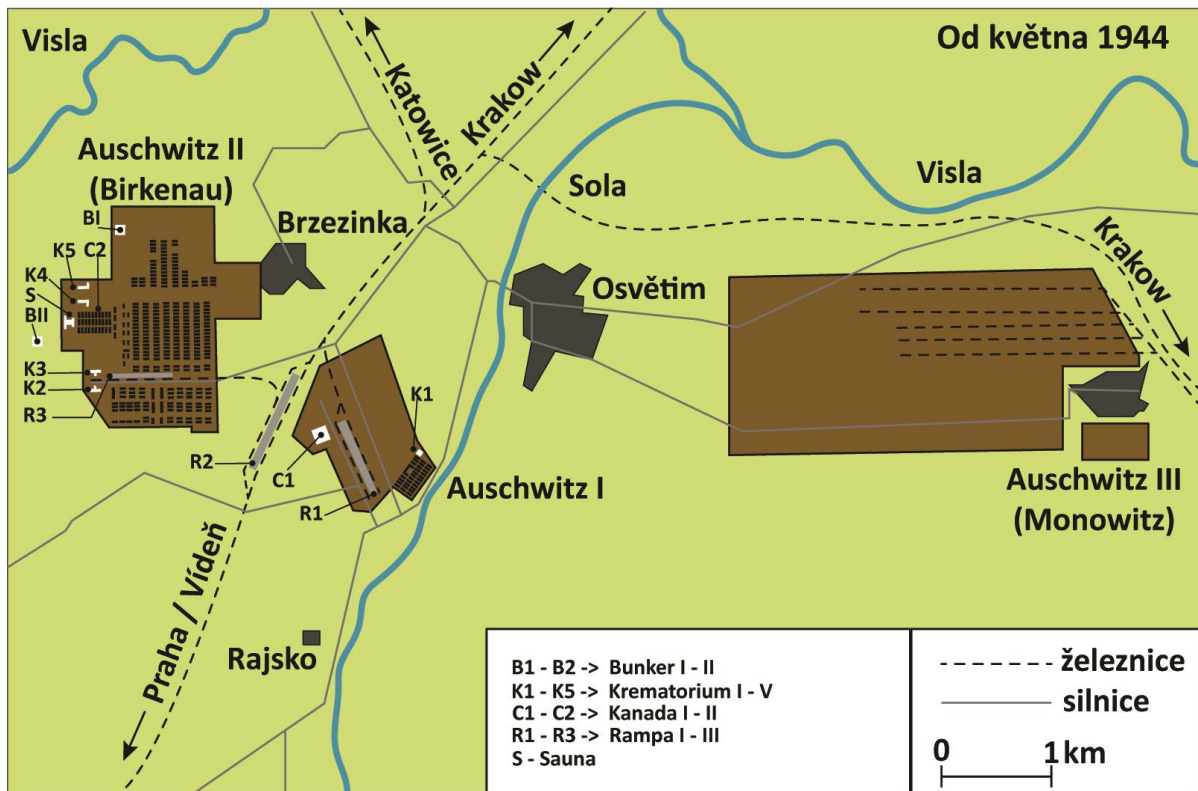 Visla
Od května 1944
Katowice
Krakow
Auschwitz II
(Birkenau)
Brzezinka
Sola
Visla
BI
K5 C2
K4
S
BII
K3
K2
R3
Osvětim
Krakow
R2
C1
K1
R1
Auschwitz I
Auschwitz III
(Monowitz)
Praha / Vídeň
Rajsko
B1 - B2 -> Bunker I - II
K1 - K5 -> Krematorium I - V
C1 - C2 -> Kanada I - II
R1 - R3 -> Rampa I - III
S - Sauna
železnice
silnice
0 1 km